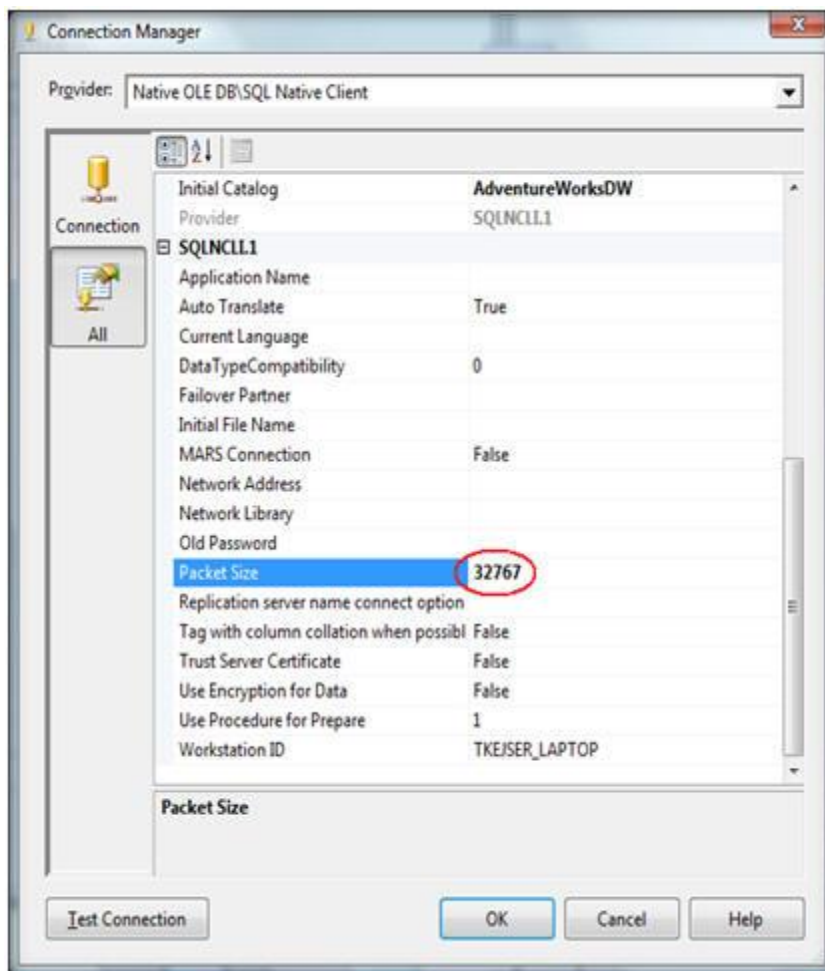 Connection Manager
Provider: Native OLE DB\SQL Native Client
Connection
All
Initial Catalog AdventureWorksDW
Provider SQLNCLI.1
SQLNCLI.1
Application Name
Auto Translate True
Current Language
DataTypeCompatibility 0
Failover Partner
Initial File Name
MARS Connection False
Network Address
Network Library
Old Password
Packet Size 32767
Replication server name connect option
Tag with column collation when possibl False
Trust Server Certificate False
Use Encryption for Data False
Use Procedure for Prepare 1
Workstation ID TKEJSER_LAPTOP
Packet Size
Test Connection OK Cancel Help